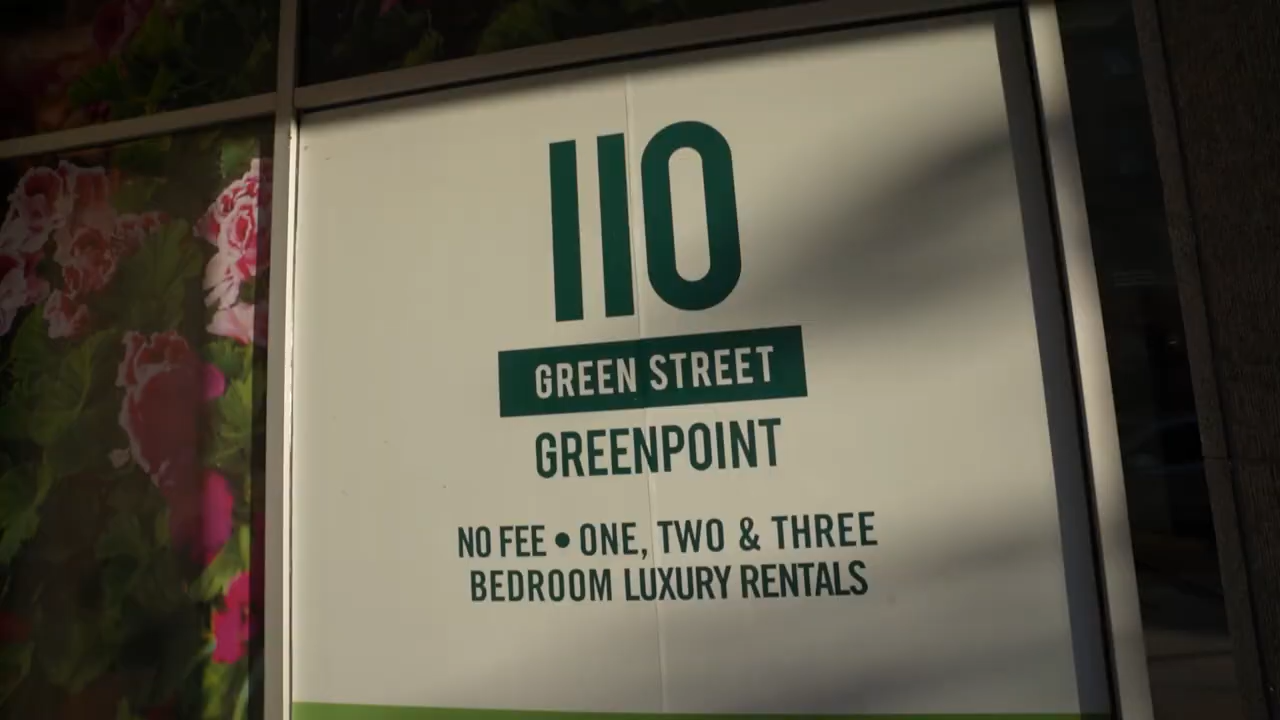 110
GREEN STREET
GREENPOINT
NO FEE • ONE, TWO & THREE
BEDROOM LUXURY RENTALS